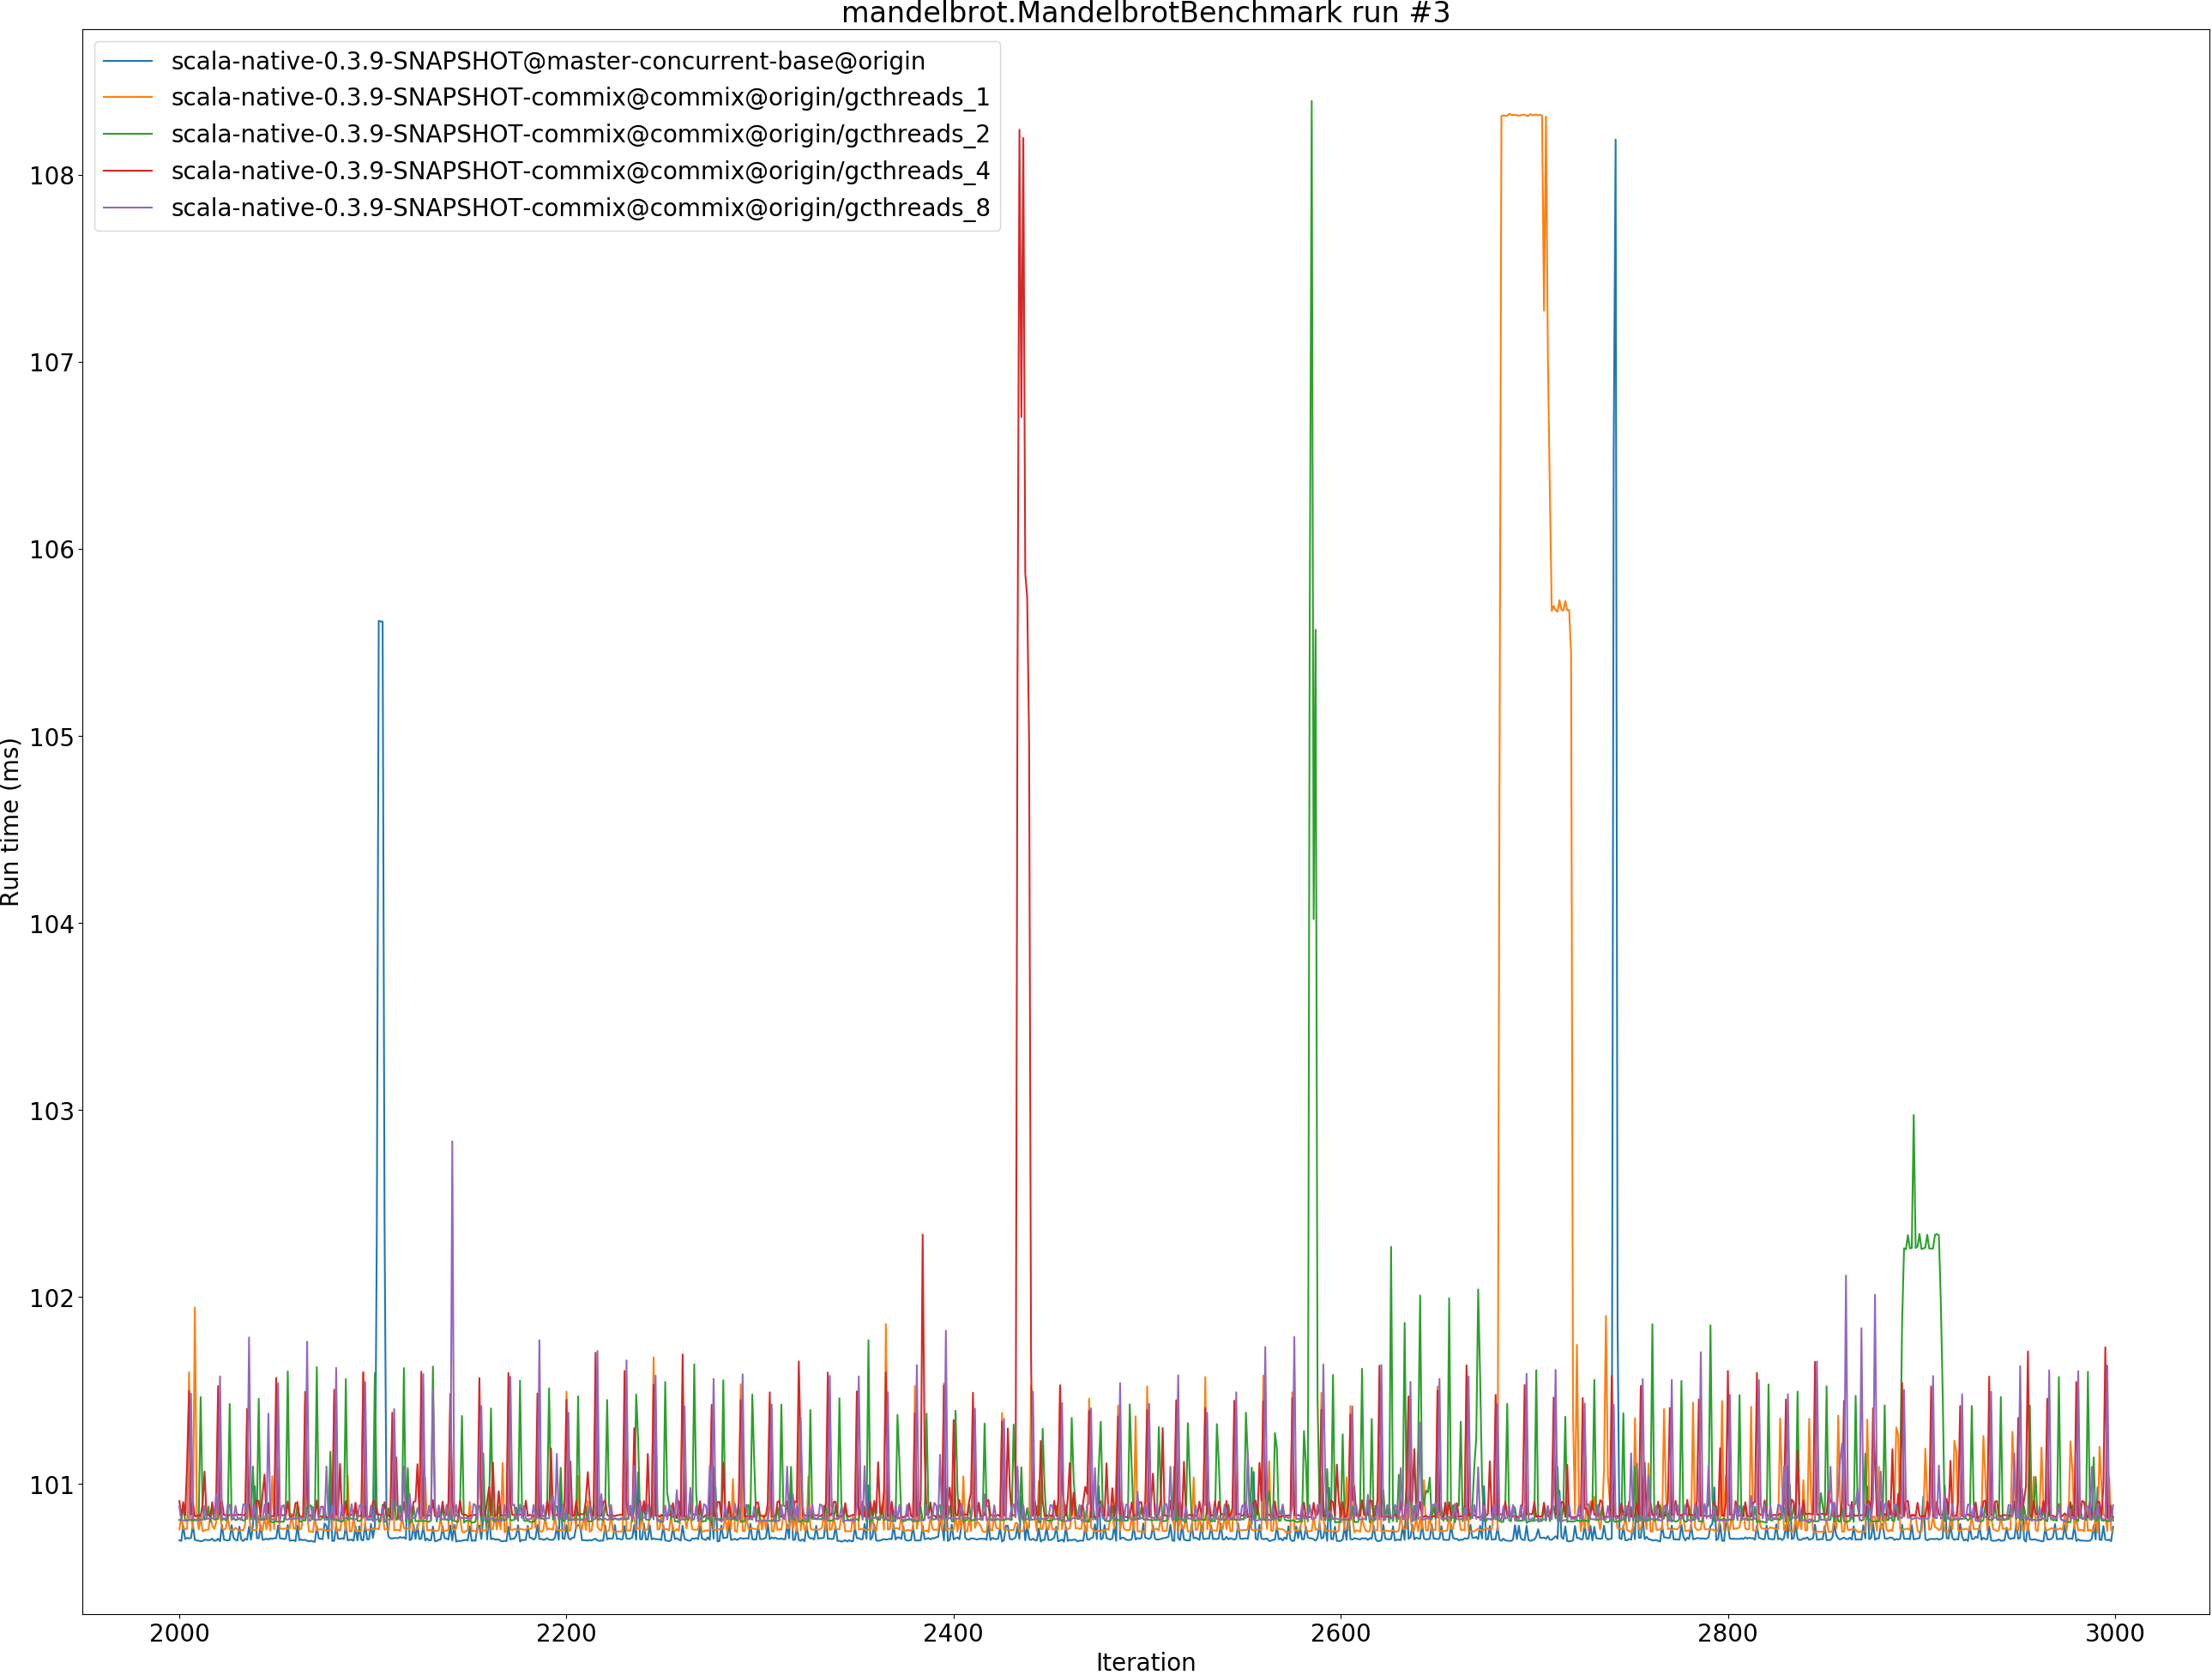 mandelbrot.MandelbrotBenchmark run #3
scala-native-0.3.9-SNAPSHOT@master-concurrent-base@origin
scala-native-0.3.9-SNAPSHOT-commix@commix@origin/gcthreads_1
scala-native-0.3.9-SNAPSHOT-commix@commix@origin/gcthreads_2
scala-native-0.3.9-SNAPSHOT-commix@commix@origin/gcthreads_4
scala-native-0.3.9-SNAPSHOT-commix@commix@origin/gcthreads_8
108
107
106
105
104
103
102
101
Run time (ms)
2000 2200 2400 2600 2800 3000
Iteration